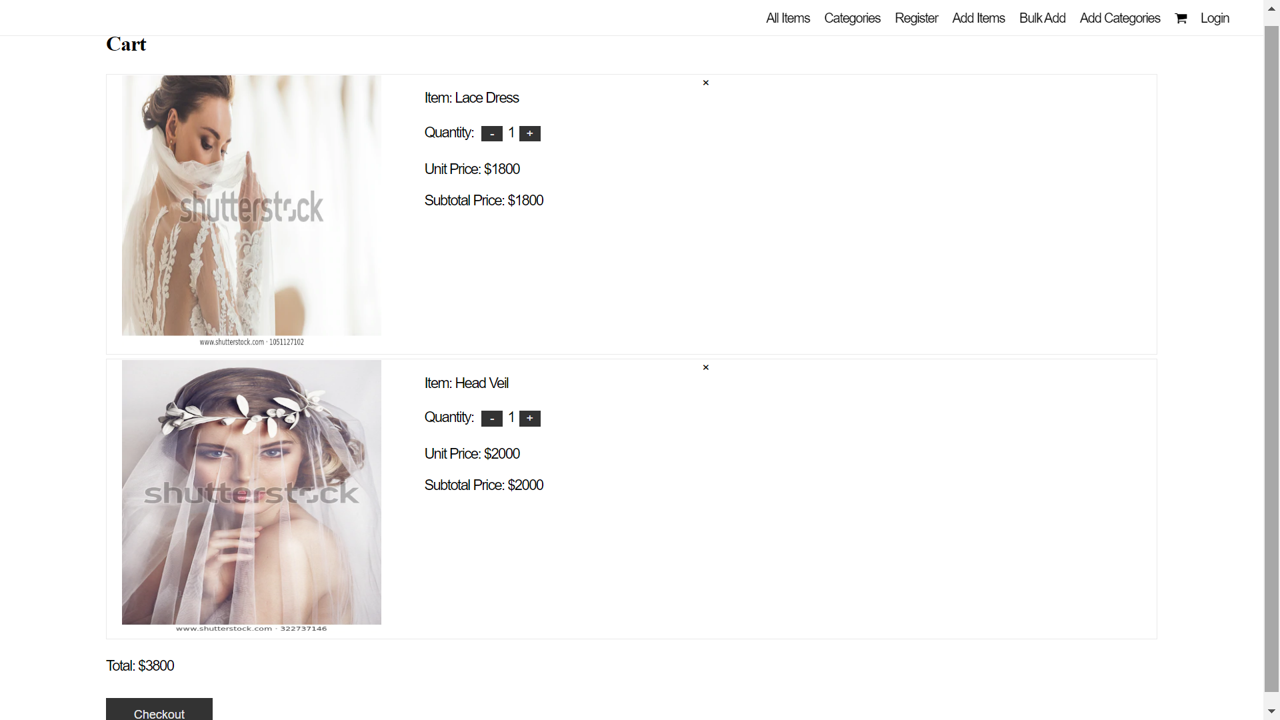 All Items Categories Register Add Items Bulk Add Add Categories Login
Cart
×
Item: Lace Dress
Quantity: - 1 +
Unit Price: $1800
Subtotal Price: $1800
shutterstock
www.shutterstock.com · 1051127102
×
Item: Head Veil
Quantity: - 1 +
Unit Price: $2000
Subtotal Price: $2000
shutterstock
www.shutterstock.com · 322737146
Total: $3800
Checkout